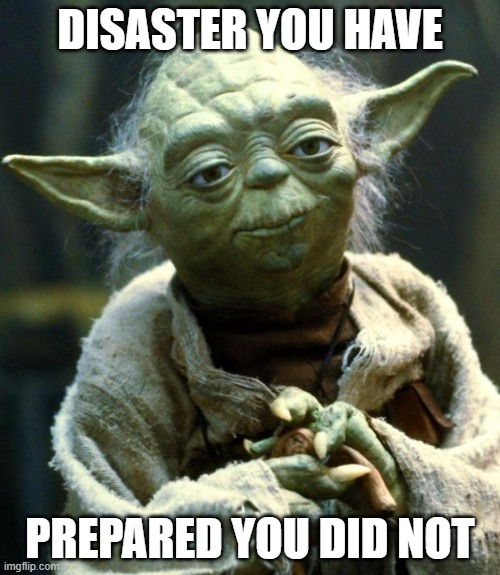 DISASTER YOU HAVE
PREPARED YOU DID NOT
imgflip.com